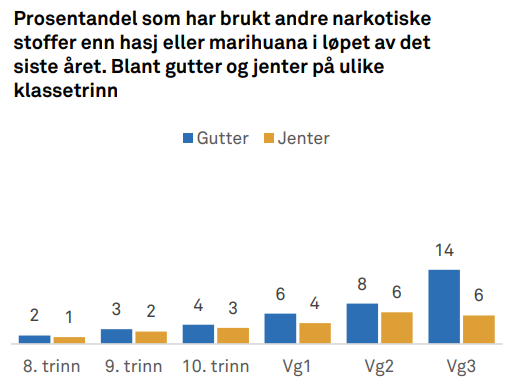 Prosentandel som har brukt andre narkotiske
stoffer enn hasj eller marihuana i løpet av det
siste året. Blant gutter og jenter på ulike
klassetrinn
Gutter Jenter
2 1 3 2 4 3 6 4 8 6 14 6
8. trinn 9. trinn 10. trinn Vg1 Vg2 Vg3